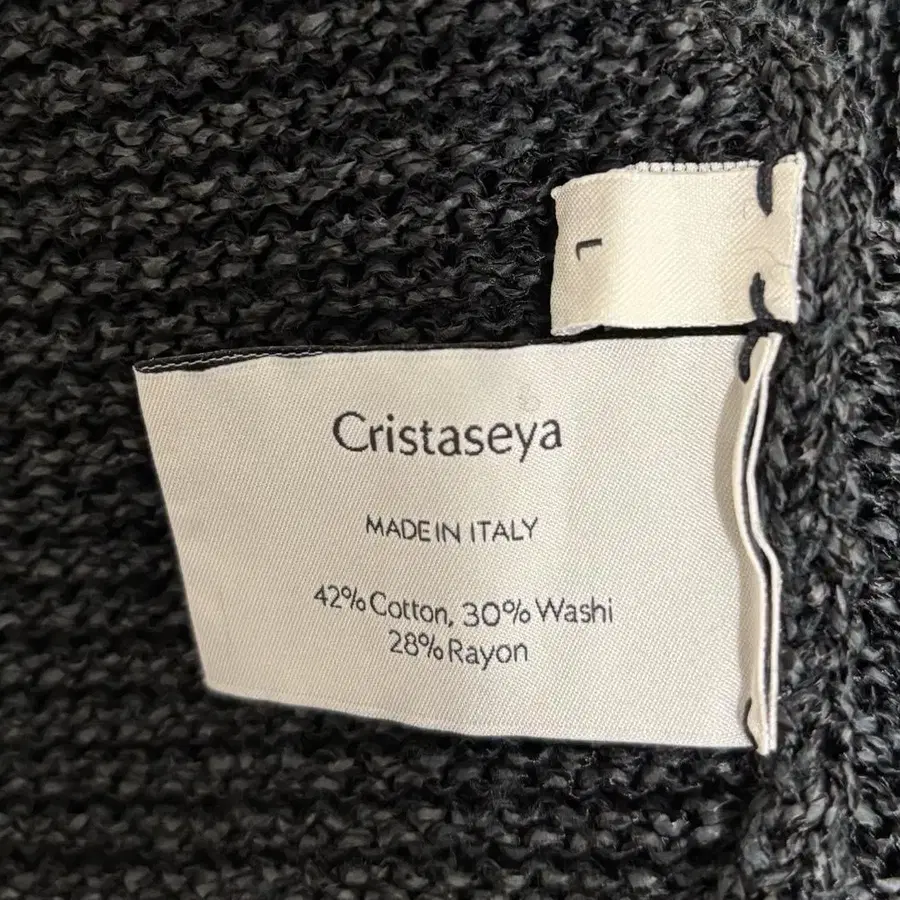 L
Cristaseya
MADE IN ITALY
42% Cotton, 30% Washi
28% Rayon